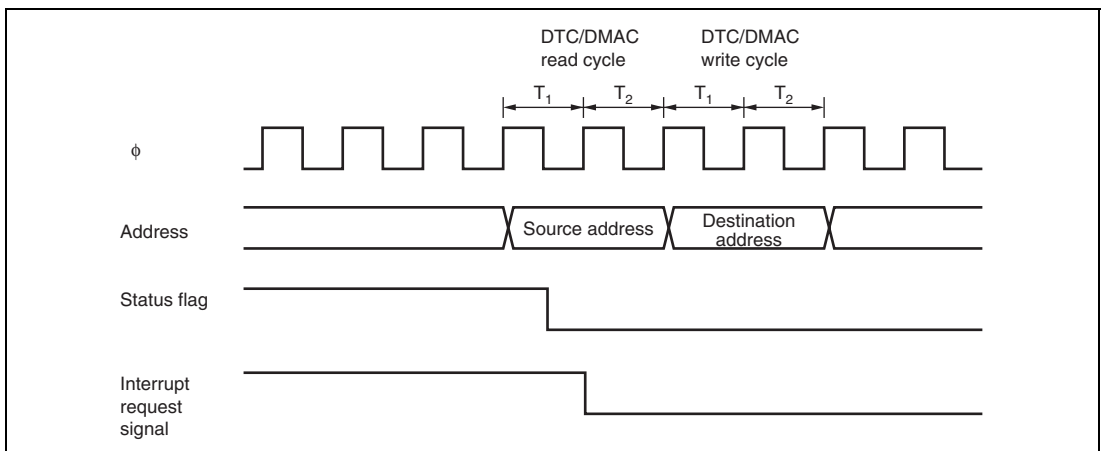 DTC/DMAC
read cycle
DTC/DMAC
write cycle
T1 T2 T1 T2
φ
Address
Source address
Destination
address
Status flag
Interrupt
request
signal